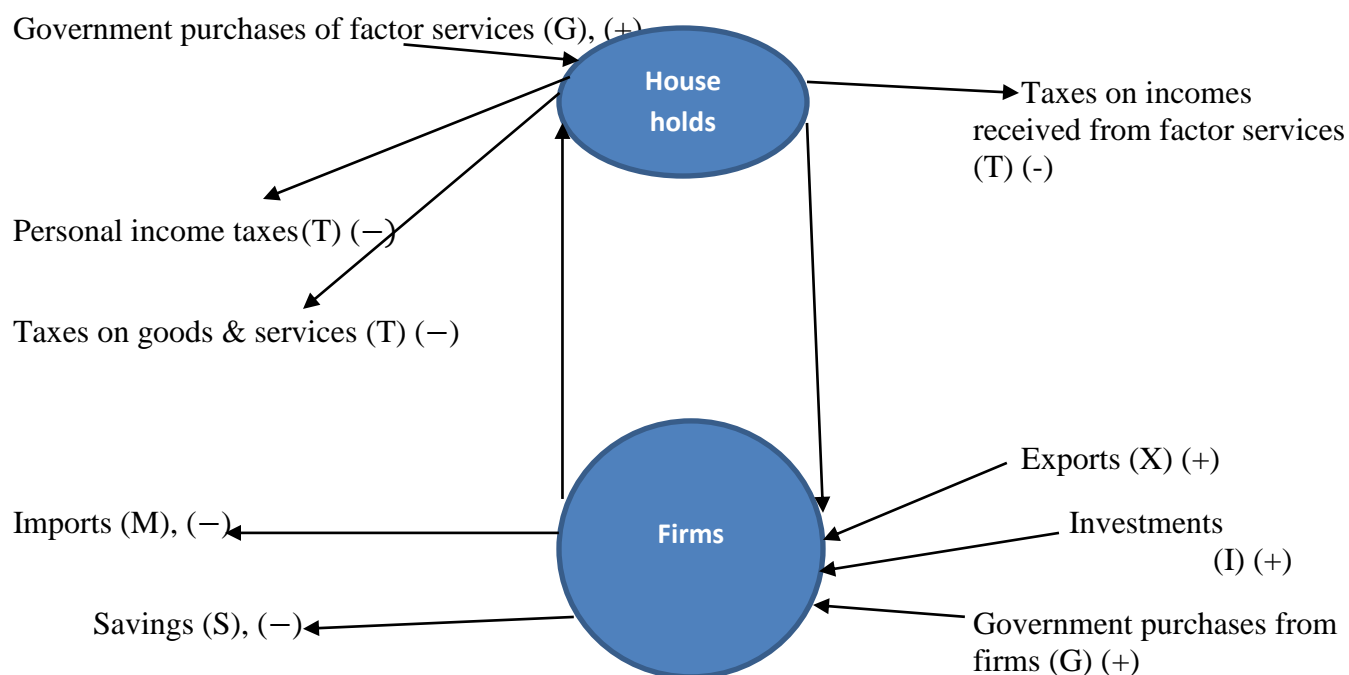 Government purchases of factor services (G), (+)
House
holds
Taxes on incomes
received from factor services
(T) (-)
Personal income taxes(T) (−)
Taxes on goods & services (T) (−)
Exports (X) (+)
Imports (M), (−)
Firms
Investments
(I) (+)
Savings (S), (−)
Government purchases from
firms (G) (+)